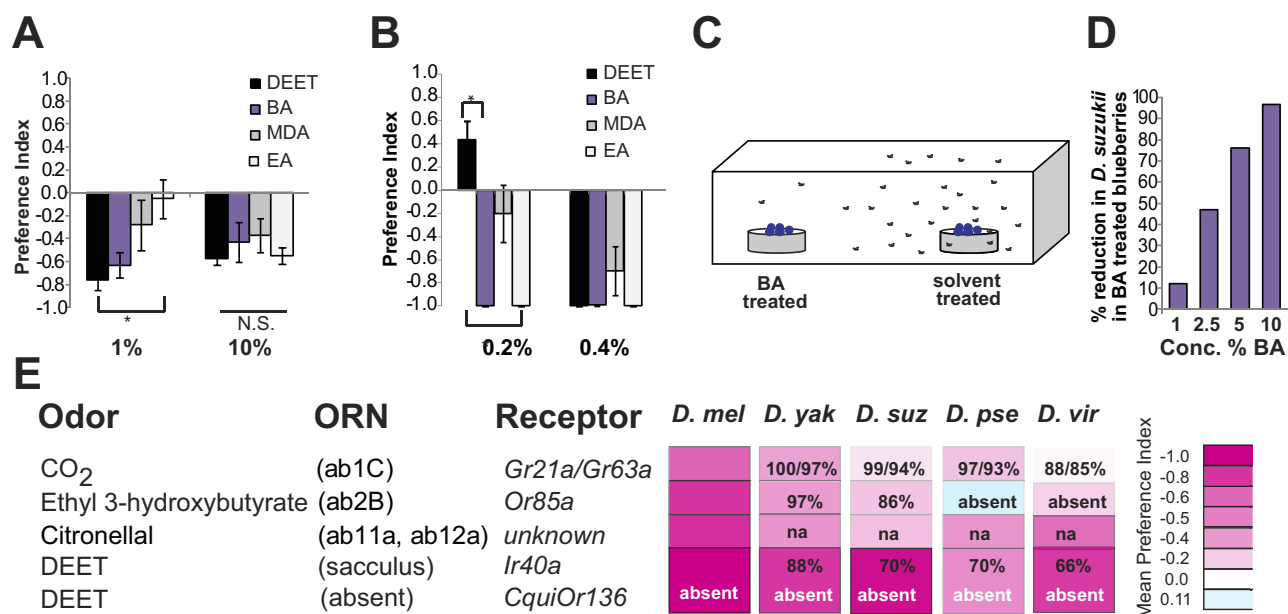 A
Preference Index
1.0
0.8
0.6
0.4
0.2
0.0
-0.2
-0.4
-0.6
-0.8
-1.0
DEET
BA
MDA
EA
*
N.S.
1%
10%
B
Preference Index
1.0
0.8
0.6
0.4
0.2
0
-0.2
-0.4
-0.6
-0.8
-1.0
*
DEET
BA
MDA
EA
0.2%
0.4%
C
BA
treated
solvent
treated
D
% reduction in D. suzukii
in BA treated blueberries
100
90
80
70
60
50
40
30
20
10
0
1 2.5 5 10
Conc. % BA
E
Odor ORN Receptor D. mel D. yak D. suz D. pse D. vir
CO2 (ab1C) Gr21a/Gr63a 100/97% 99/94% 97/93% 88/85%
Ethyl 3-hydroxybutyrate (ab2B) Or85a 97% 86% absent absent
Citronellal (ab11a, ab12a) unknown na na na na
DEET (sacculus) Ir40a 88% 70% 70% 66%
DEET (absent) CquiOr136 absent absent absent absent absent
Mean Preference Index
-1.0
-0.8
-0.6
-0.5
-0.4
-0.2
0.0
0.11